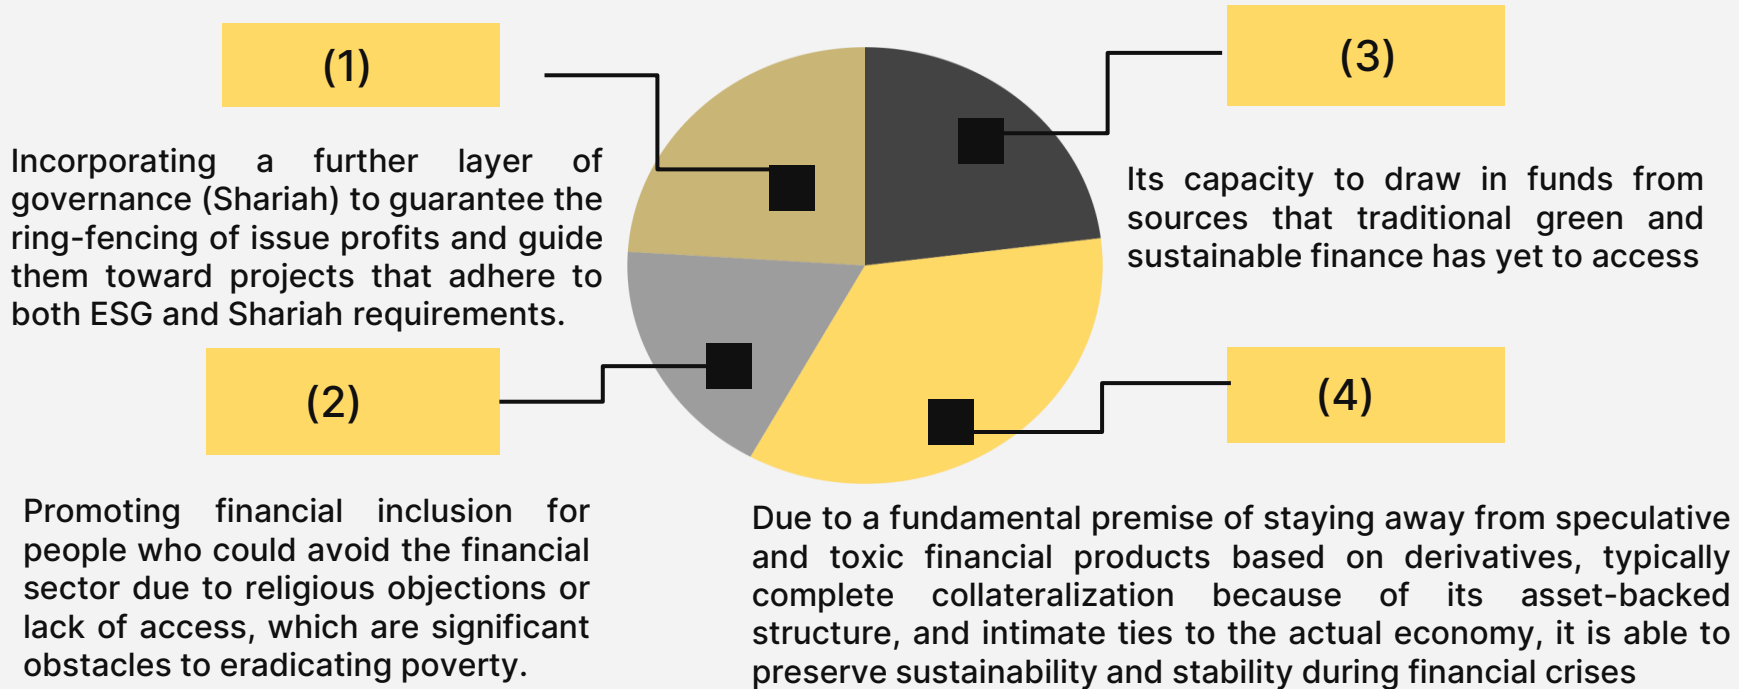 (1)
Incorporating a further layer of
governance (Shariah) to guarantee the
ring-fencing of issue profits and guide
them toward projects that adhere to
both ESG and Shariah requirements.
(2)
Promoting financial inclusion for
people who could avoid the financial
sector due to religious objections or
lack of access, which are significant
obstacles to eradicating poverty.
(3)
Its capacity to draw in funds from
sources that traditional green and
sustainable finance has yet to access
(4)
Due to a fundamental premise of staying away from speculative
and toxic financial products based on derivatives, typically
complete collateralization because of its asset-backed
structure, and intimate ties to the actual economy, it is able to
preserve sustainability and stability during financial crises